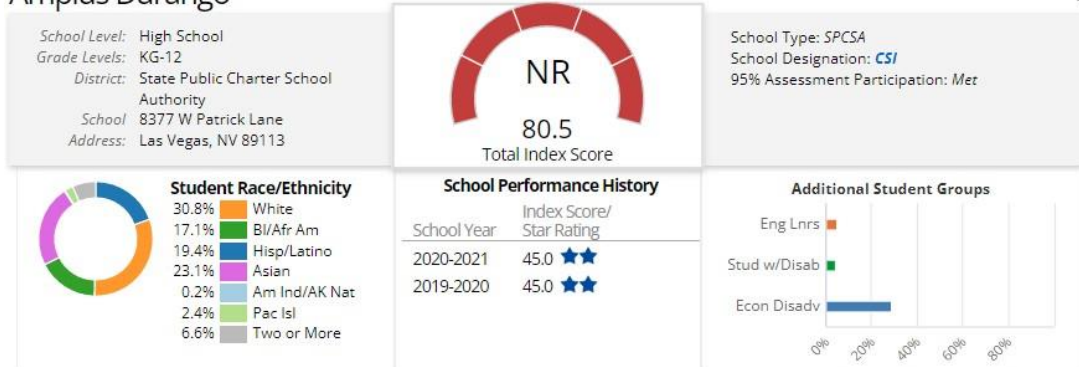 School Level: High School
Grade Levels: KG-12
District: State Public Charter School
Authority
School 8377 W Patrick Lane
Address: Las Vegas, NV 89113
NR
80.5
Total Index Score
School Type: SPCSA
School Designation: CSI
95% Assessment Participation: Met
Student Race/Ethnicity
30.8% White
17.1% Bl/Afr Am
19.4% Hisp/Latino
23.1% Asian
0.2% Am Ind/AK Nat
2.4% Pac Isl
6.6% Two or More
School Performance History
School Year Index Score/
Star Rating
2020-2021 45.0
2019-2020 45.0
Additional Student Groups
Eng Lnrs
Stud w/Disab
Econ Disadv
0% 20% 40% 60% 80%